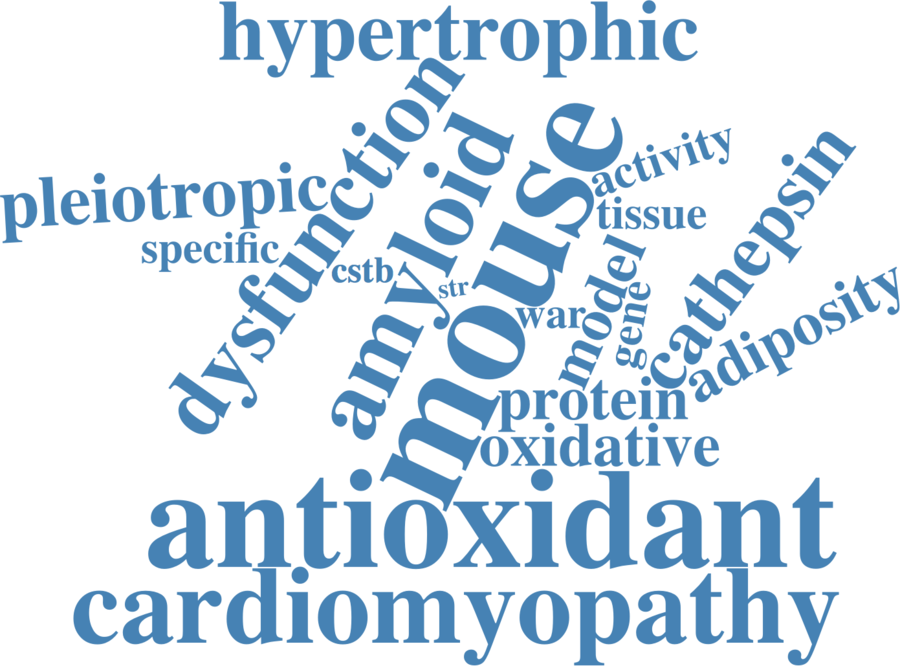 hypertrophic
dysfunction
amyloid
mouse
activity
pleiotropic
tissue
cathepsin
specific
cstb
str
war
model
gene
adiposity
protein
oxidative
antioxidant
cardiomyopathy